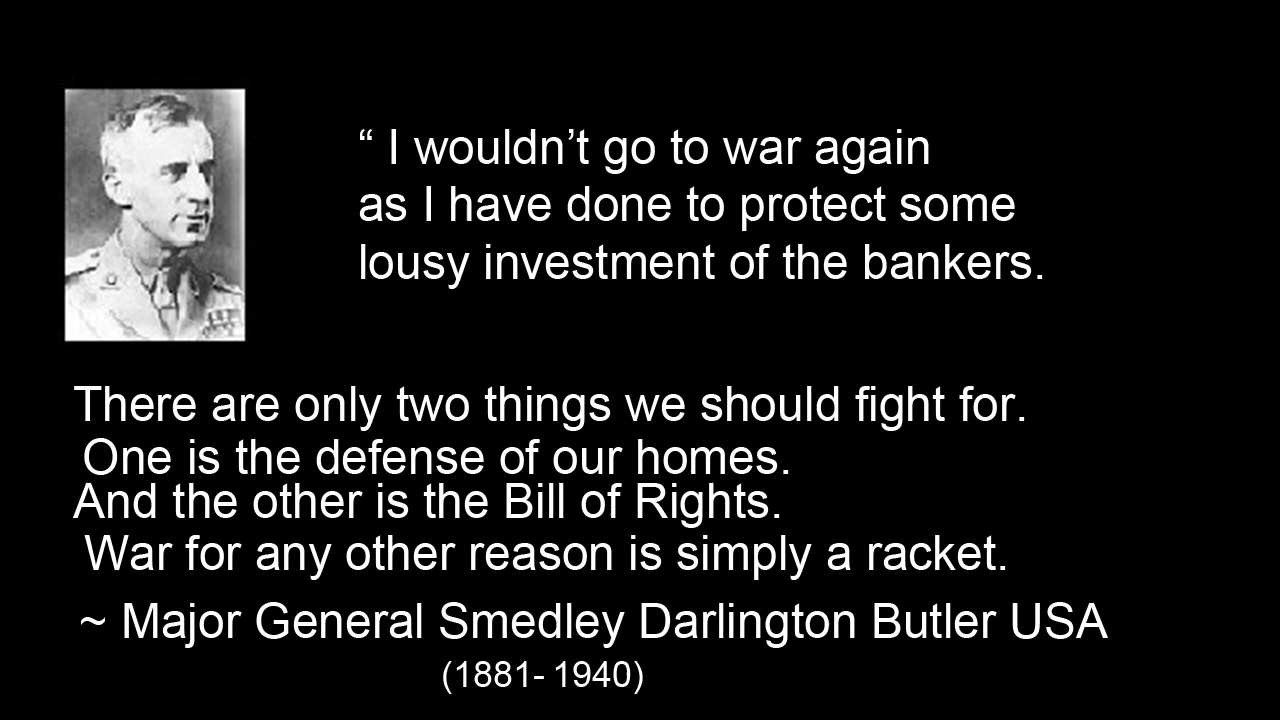 “ I wouldn’t go to war again
as I have done to protect some
lousy investment of the bankers.
There are only two things we should fight for.
One is the defense of our homes.
And the other is the Bill of Rights.
War for any other reason is simply a racket.
~ Major General Smedley Darlington Butler USA
(1881- 1940)